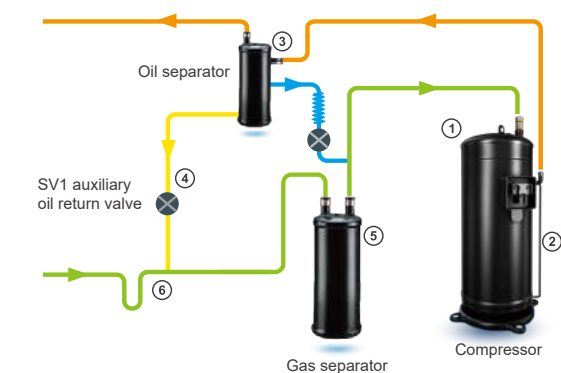 3
Oil separator
1
SV1 auxiliary
oil return valve
4
5
2
6
Compressor
Gas separator